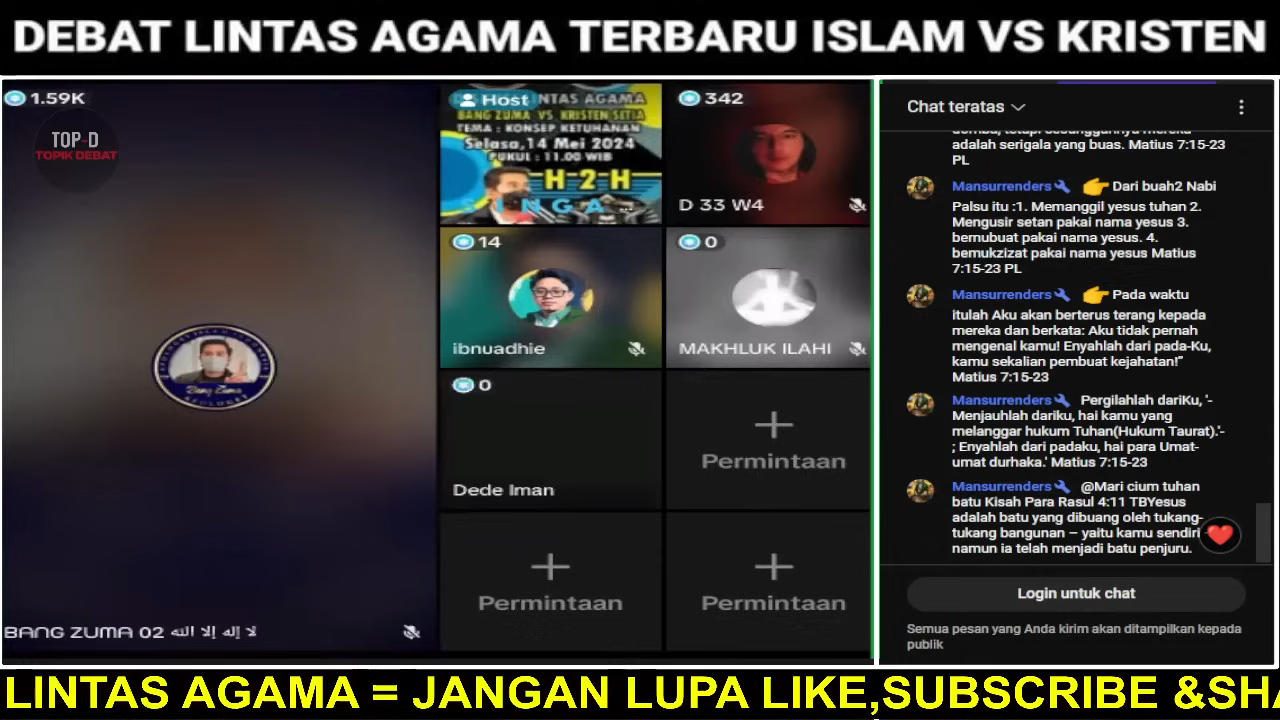 DEBAT LINTAS AGAMA TERBARU ISLAM VS KRISTEN
1.59K
TOP-D
TOPIK DEBAT
BANG ZUMA 02 لا إله إلا الله
Host
NTAS AGAMA
BANG ZUMA VS KRISTEN SETIA
TEMA : KONSEP KETUHANAN
Selasa,14 Mei 2024
PUKUL : 11.00 WIB
H 2 H
S I N G A ...
342
D 33 W4
14
ibnuadhie
0
MAKHLUK ILAHI
0
Dede Iman
Permintaan
Permintaan
Permintaan
Chat teratas
adalah serigala yang buas. Matius 7:15-23
PL
Mansurrenders 👉 Dari buah2 Nabi
Palsu itu :1. Memanggil yesus tuhan 2.
Mengusir setan pakai nama yesus 3.
bernubuat pakai nama yesus. 4.
bemukzizat pakai nama yesus Matius
7:15-23 PL
Mansurrenders 👉 Pada waktu
itulah Aku akan berterus terang kepada
mereka dan berkata: Aku tidak pernah
mengenal kamu! Enyahlah dari pada-Ku,
kamu sekalian pembuat kejahatan!"
Matius 7:15-23
Mansurrenders Pergilahlah dariKu, '-
Menjauhlah dariku, hai kamu yang
melanggar hukum Tuhan(Hukum Taurat).'-
; Enyahlah dari padaku, hai para Umat-
umat durhaka.' Matius 7:15-23
Mansurrenders @Mari cium tuhan
batu Kisah Para Rasul 4:11 TBYesus
adalah batu yang dibuang oleh tukang-
tukang bangunan – yaitu kamu sendiri –
namun ia telah menjadi batu penjuru.
Login untuk chat
Semua pesan yang Anda kirim akan ditampilkan kepada
publik
LINTAS AGAMA = JANGAN LUPA LIKE,SUBSCRIBE &SHA